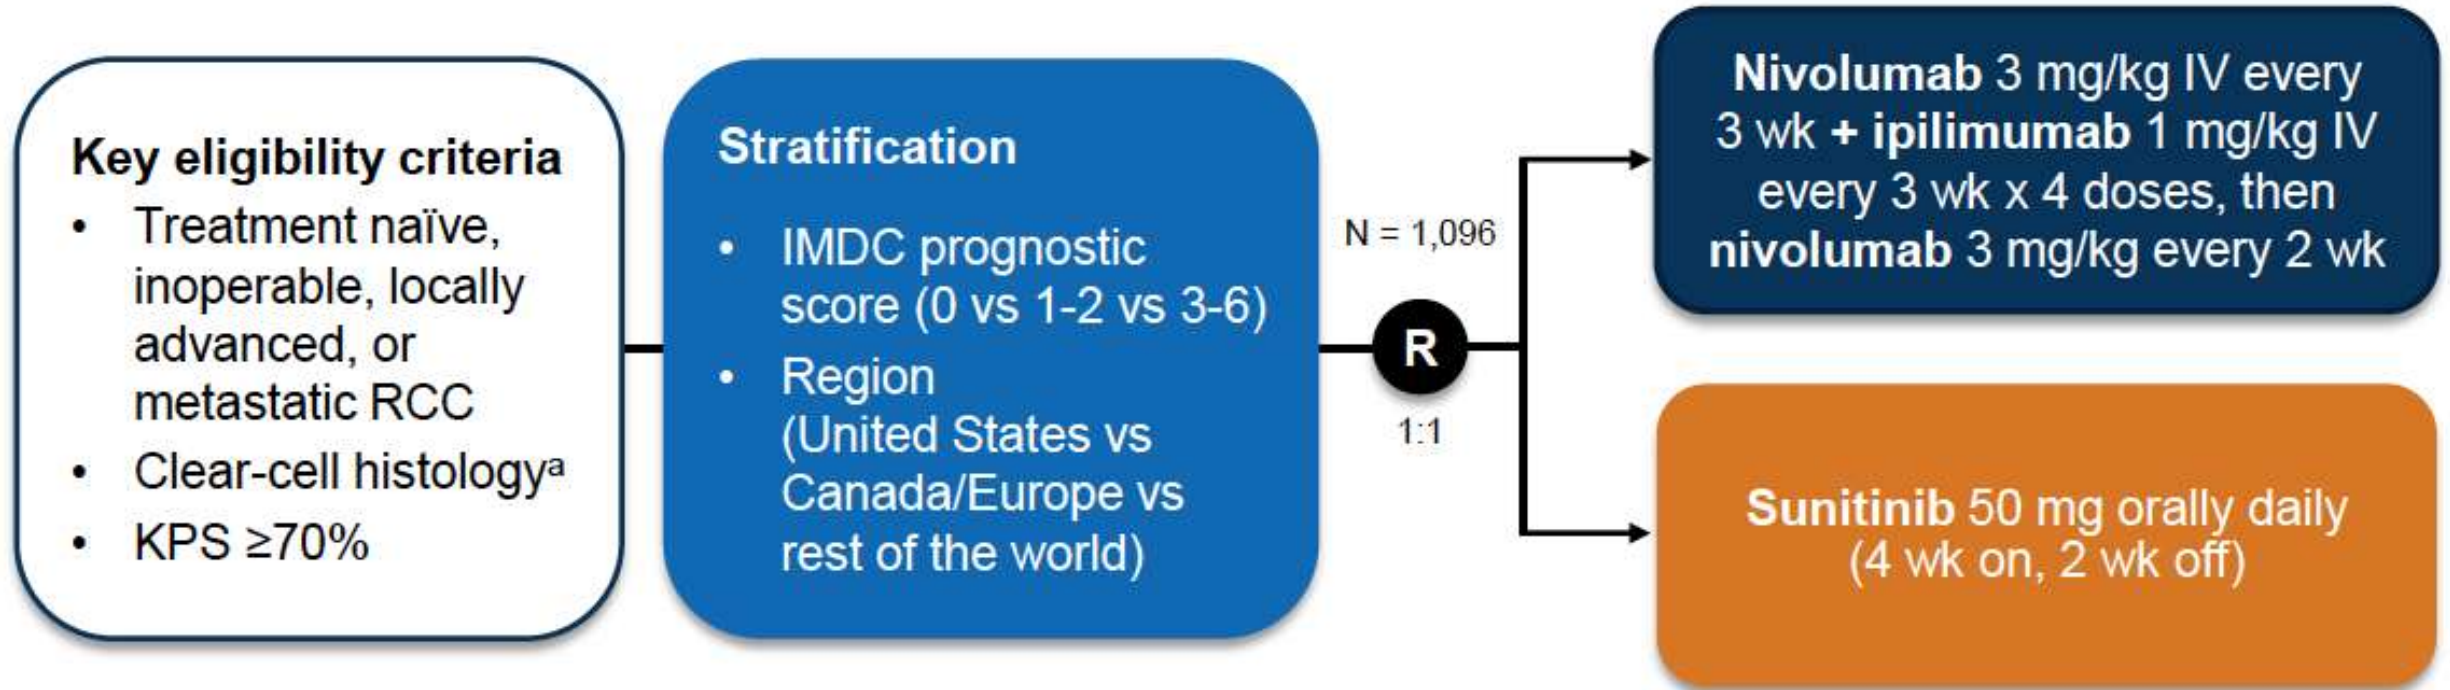 Key eligibility criteria
• Treatment naïve,
inoperable, locally
advanced, or
metastatic RCC
• Clear-cell histologyᵃ
• KPS ≥70%
Stratification
• IMDC prognostic
score (0 vs 1-2 vs 3-6)
• Region
(United States vs
Canada/Europe vs
rest of the world)
N = 1,096
R
1:1
Nivolumab 3 mg/kg IV every
3 wk + ipilimumab 1 mg/kg IV
every 3 wk x 4 doses, then
nivolumab 3 mg/kg every 2 wk
Sunitinib 50 mg orally daily
(4 wk on, 2 wk off)